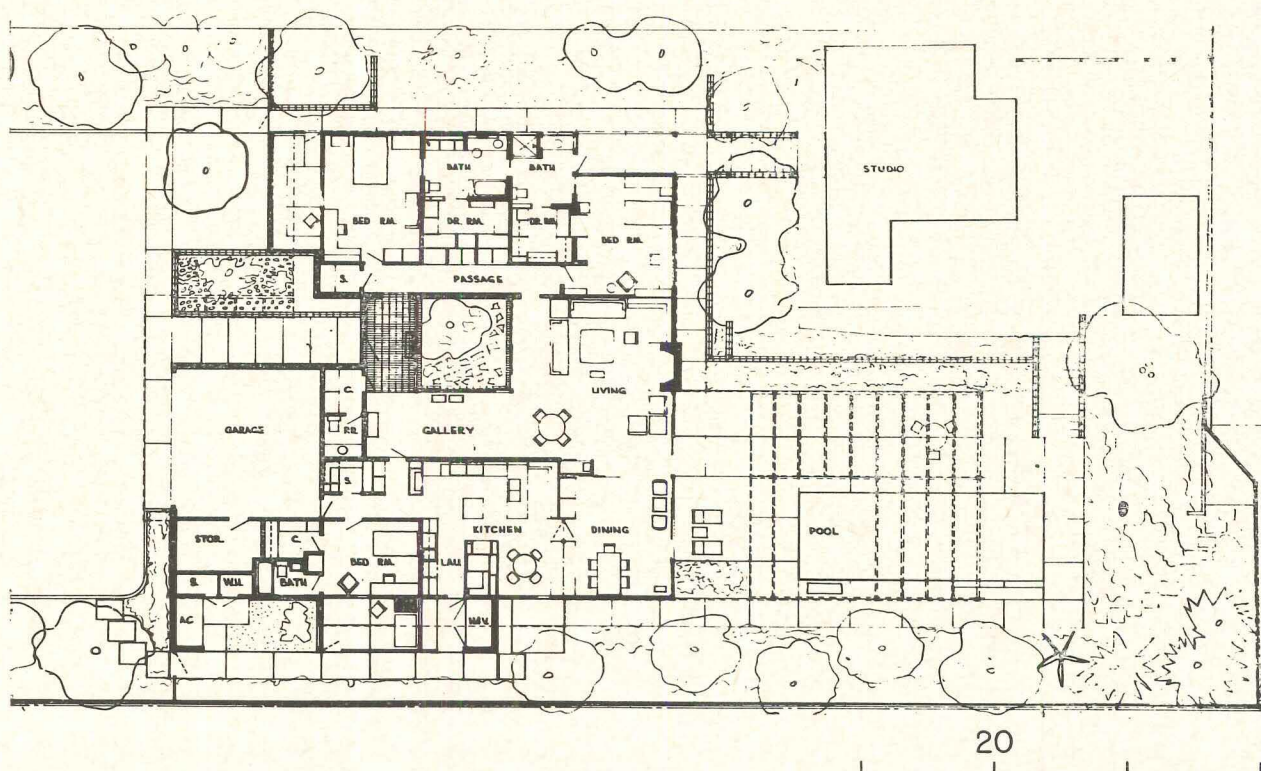 STUDIO
BATH
BATH
BED RM.
DR. RM.
DR. RM.
BED RM.
S.
PASSAGE
LIVING
C.
GARAGE
P.R.
GALLERY
S.
KITCHEN
DINING
POOL
STOR.
C.
BED RM.
LAU.
S.
W.H.
BATH
AC
20